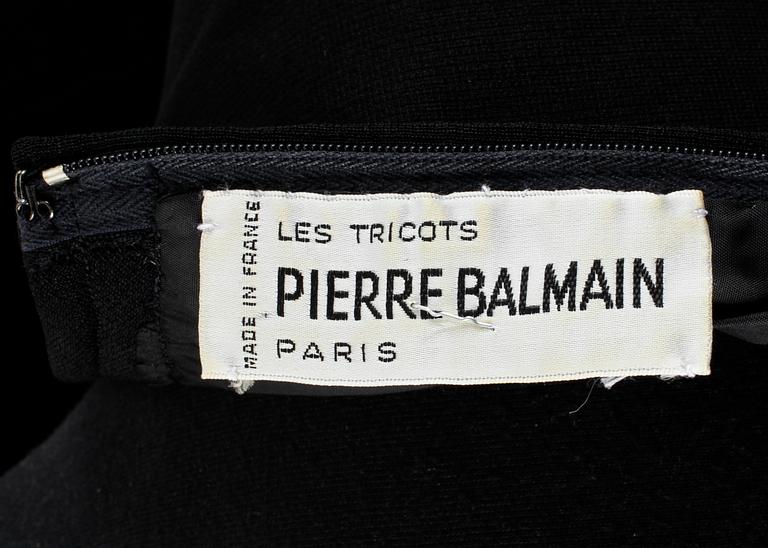 MADE IN FRANCE
LES TRICOTS
PIERRE BALMAIN
PARIS